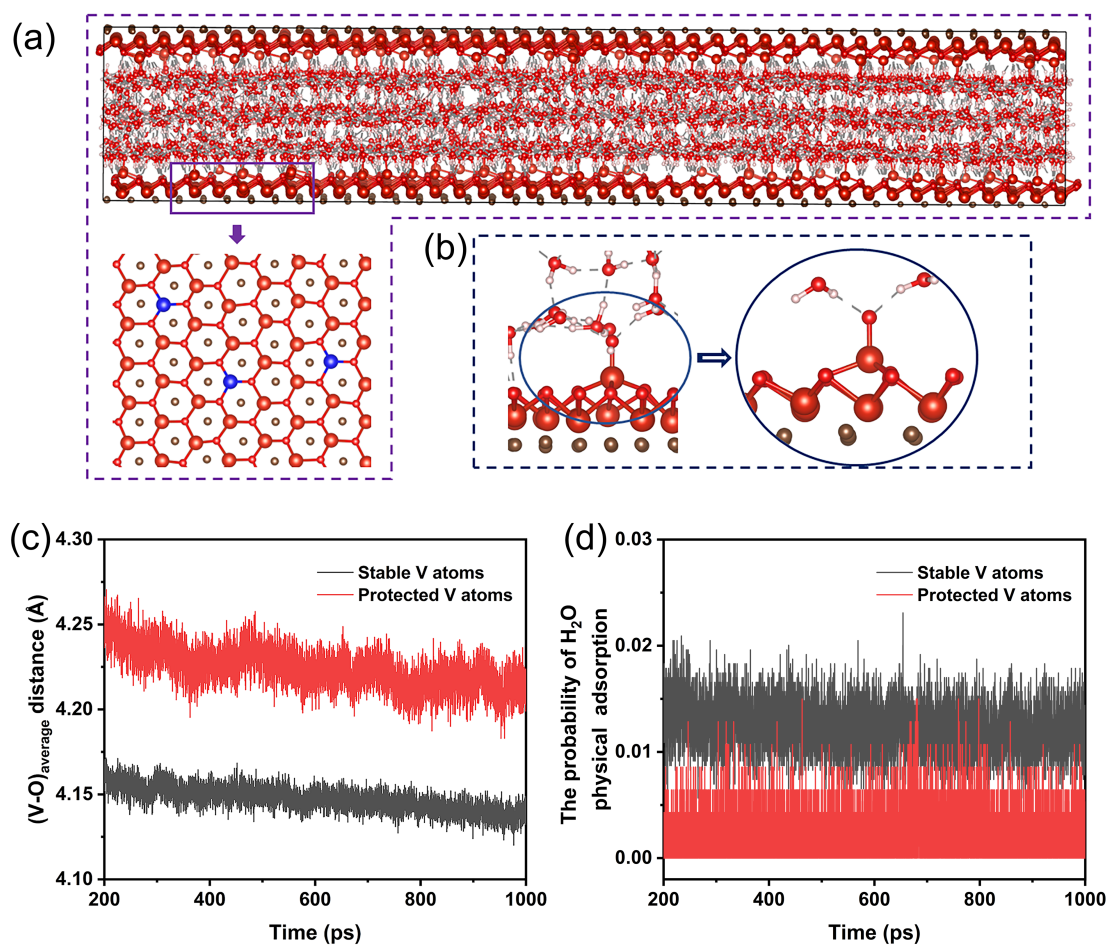 (a)
(b)
(c)
4.30
4.25
4.20
4.15
4.10
(V-O)average distance (Å)
Stable V atoms
Protected V atoms
200
400
600
800
1000
Time (ps)
(d)
0.03
0.02
0.01
0.00
The probability of H2O
physical adsorption
Stable V atoms
Protected V atoms
200
400
600
800
1000
Time (ps)